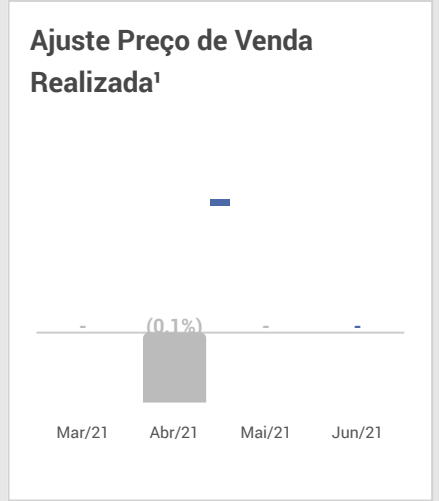 Ajuste Preço de Venda
Realizada¹
-
- (0.1%) - -
Mar/21 Abr/21 Mai/21 Jun/21